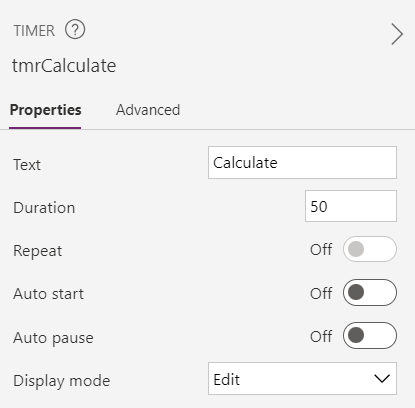 TIMER ?
tmrCalculate
Properties Advanced
Text Calculate
Duration 50
Repeat Off
Auto start Off
Auto pause Off
Display mode Edit